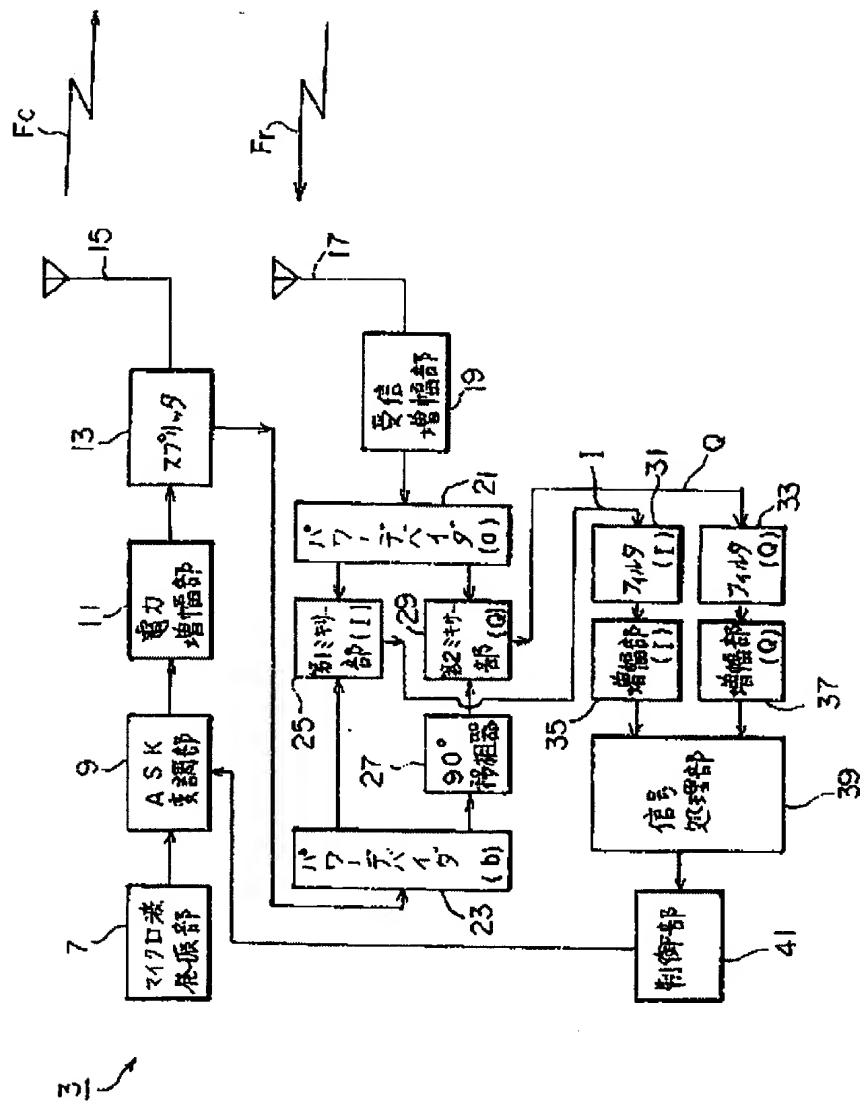 3
7
マイクロ波
発振部
9
ASK
変調部
11
電力
増幅部
13
スプリッタ
15
Fc
17
Fr
受信
増幅部
19
21
パワーデバイダ
(a)
25
第1ミキサー
部(I)
29
第2ミキサー
部(Q)
27
90°
移相器
パワーデバイダ
(b)
23
I
Q
31
フィルタ
(I)
33
フィルタ
(Q)
35
増幅部
(I)
増幅部
(Q)
37
信号
処理部
39
制御部
41